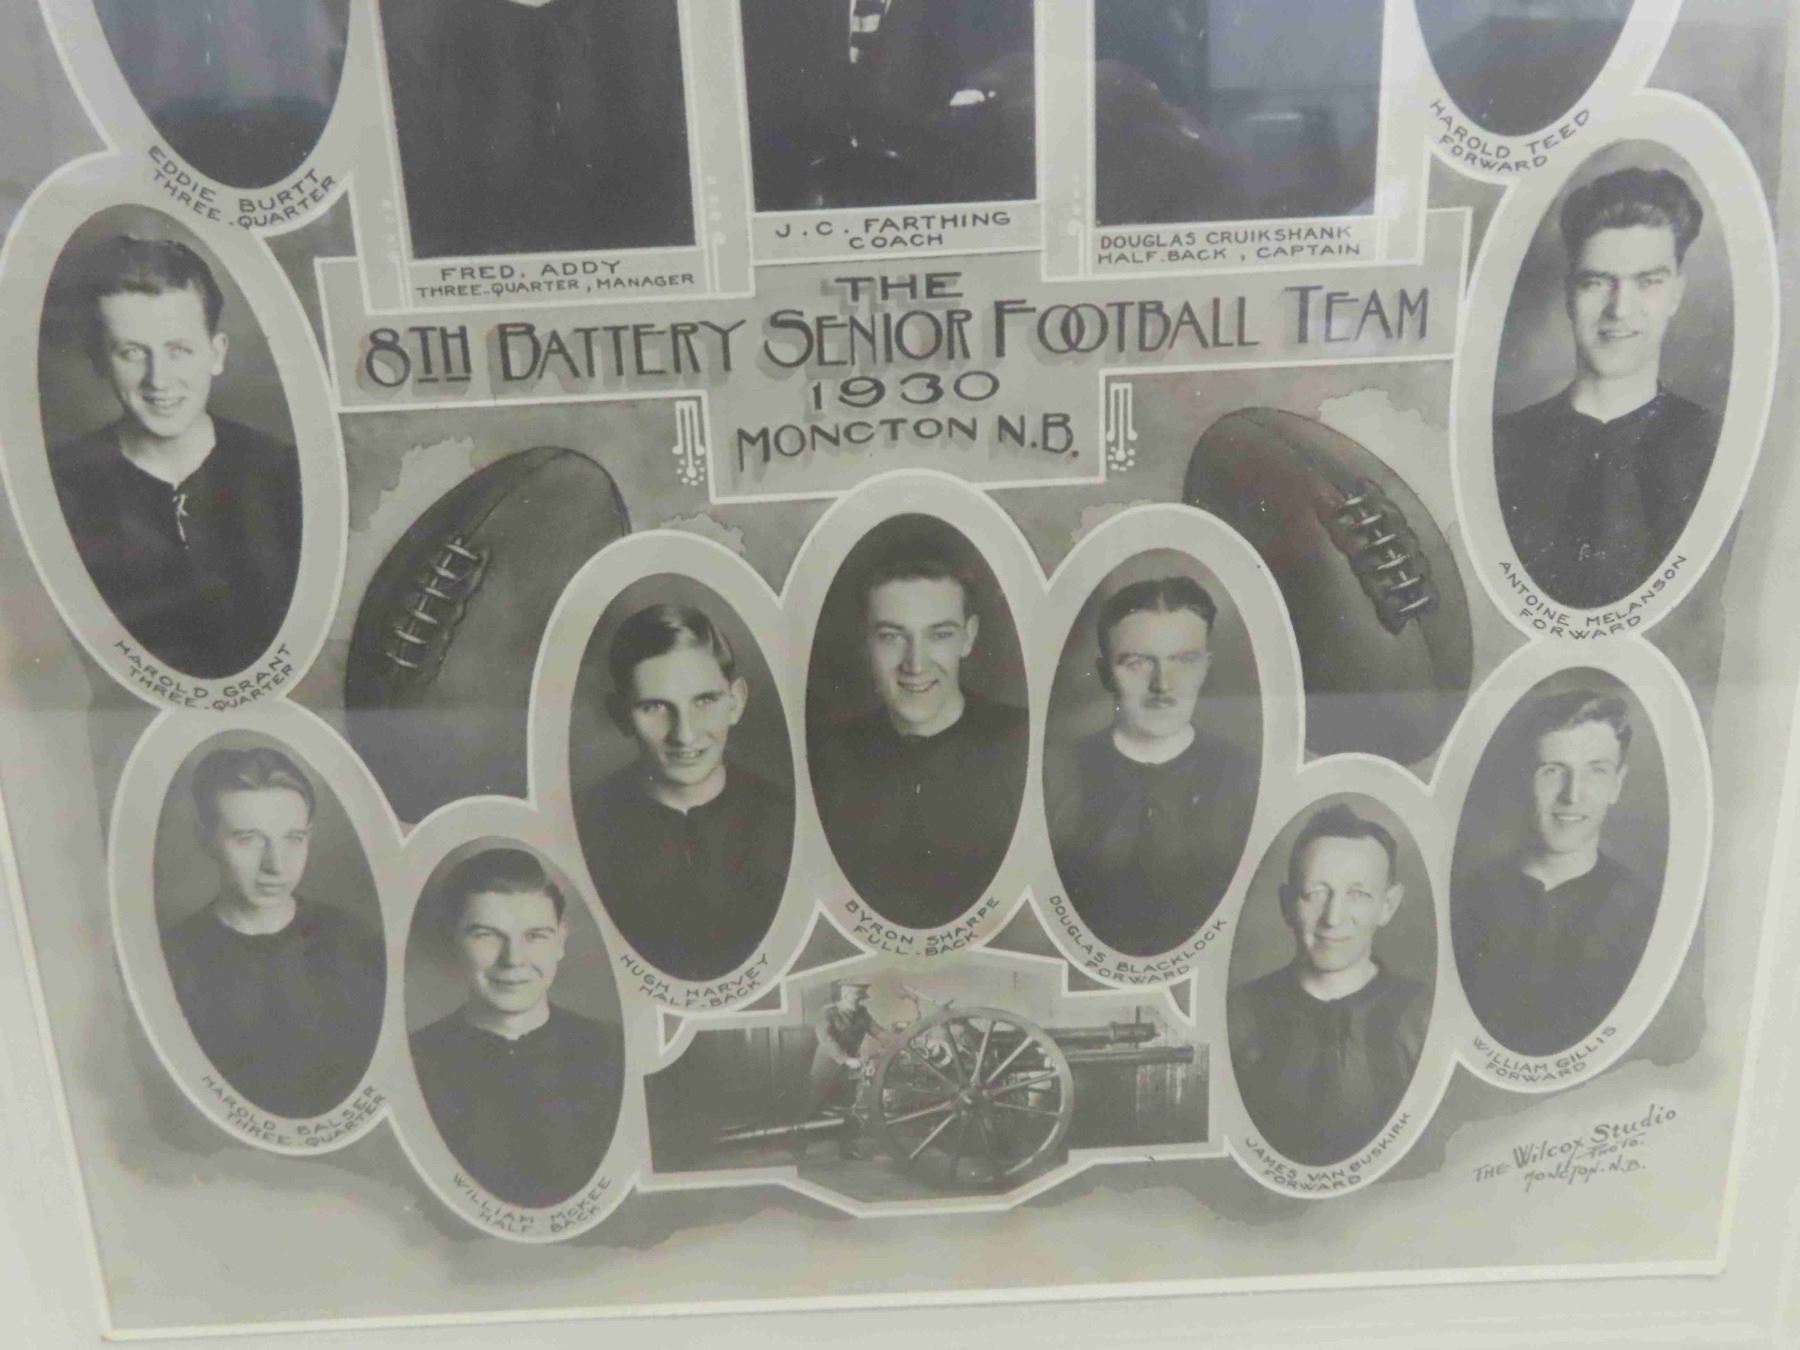 EDDIE BURTT
THREE-QUARTER
FRED. ADDY
THREE-QUARTER, MANAGER
J.C. FARTHING
COACH
DOUGLAS CRUIKSHANK
HALF.BACK, CAPTAIN
HAROLD TEED
FORWARD
THE
8TH BATTERY SENIOR FOOTBALL TEAM
1930
MONCTON N.B.
HAROLD GRANT
THREE-QUARTER
ANTOINE MELANSON
FORWARD
HUGH HARVEY
HALF-BACK
BYRON SHARPE
FULL-BACK
DOUGLAS BLACKLOCK
FORWARD
HAROLD BALSER
THREE-QUARTER
WILLIAM MCKEE
HALF-BACK
JAMES VAN BUSKIRK
FORWARD
WILLIAM GILLIS
FORWARD
THE Wilcox Studio
PHOTO.
MONCTON.N.B.